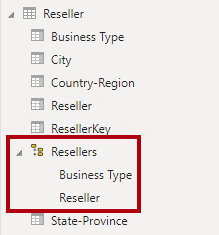 Reseller
Business Type
City
Country-Region
Reseller
ResellerKey
Resellers
Business Type
Reseller
State-Province